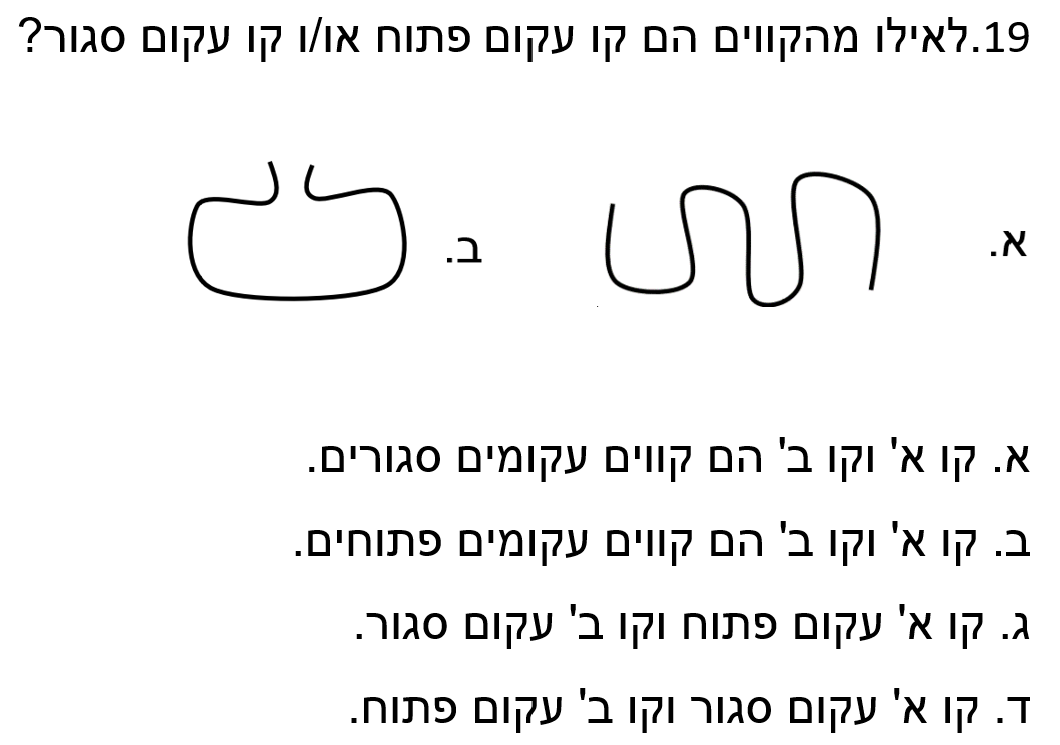 19.לאילו מהקווים הם קו עקום פתוח או/ו קו עקום סגור?
א.
ב.
א. קו א' וקו ב' הם קווים עקומים סגורים.
ב. קו א' וקו ב' הם קווים עקומים פתוחים.
ג. קו א' עקום פתוח וקו ב' עקום סגור.
ד. קו א' עקום סגור וקו ב' עקום פתוח.